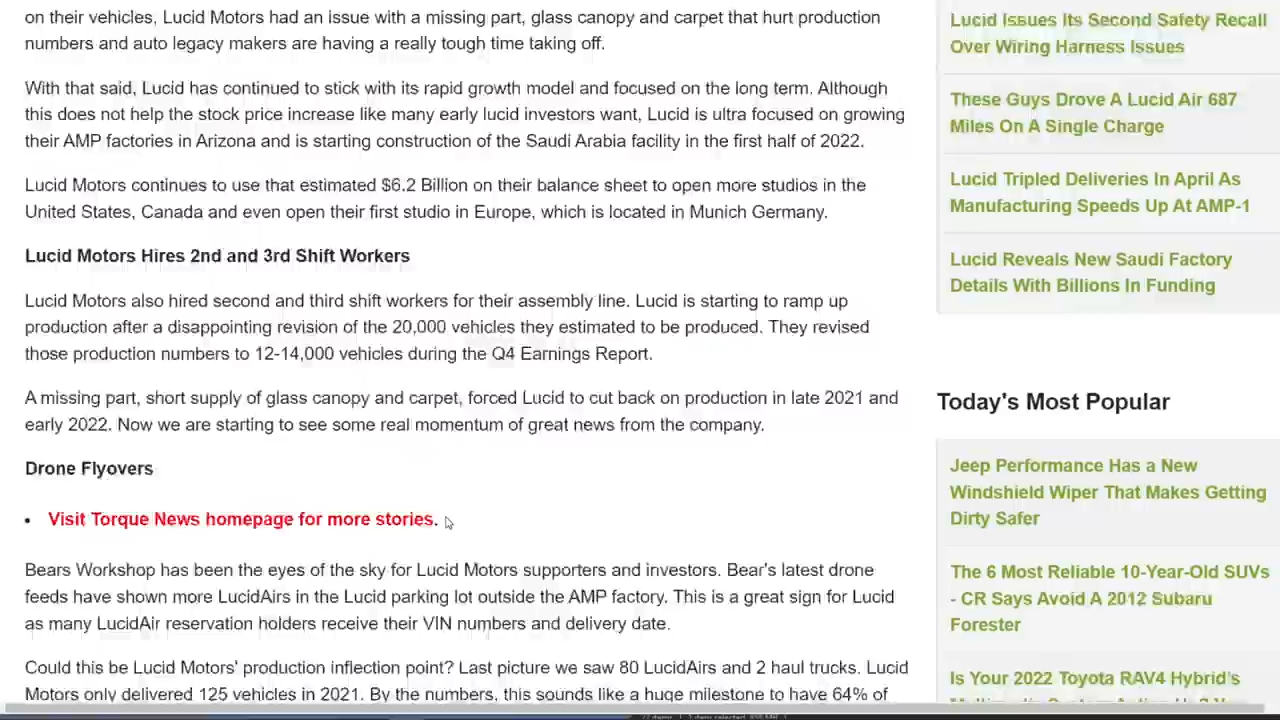 on their vehicles, Lucid Motors had an issue with a missing part, glass canopy and carpet that hurt production
numbers and auto legacy makers are having a really tough time taking off.
With that said, Lucid has continued to stick with its rapid growth model and focused on the long term. Although
this does not help the stock price increase like many early lucid investors want, Lucid is ultra focused on growing
their AMP factories in Arizona and is starting construction of the Saudi Arabia facility in the first half of 2022.
Lucid Motors continues to use that estimated $6.2 Billion on their balance sheet to open more studios in the
United States, Canada and even open their first studio in Europe, which is located in Munich Germany.
Lucid Motors Hires 2nd and 3rd Shift Workers
Lucid Motors also hired second and third shift workers for their assembly line. Lucid is starting to ramp up
production after a disappointing revision of the 20,000 vehicles they estimated to be produced. They revised
those production numbers to 12-14,000 vehicles during the Q4 Earnings Report.
A missing part, short supply of glass canopy and carpet, forced Lucid to cut back on production in late 2021 and
early 2022. Now we are starting to see some real momentum of great news from the company.
Drone Flyovers
• Visit Torque News homepage for more stories.
Bears Workshop has been the eyes of the sky for Lucid Motors supporters and investors. Bear's latest drone
feeds have shown more LucidAirs in the Lucid parking lot outside the AMP factory. This is a great sign for Lucid
as many LucidAir reservation holders receive their VIN numbers and delivery date.
Could this be Lucid Motors' production inflection point? Last picture we saw 80 LucidAirs and 2 haul trucks. Lucid
Motors only delivered 125 vehicles in 2021. By the numbers, this sounds like a huge milestone to have 64% of
Lucid Issues Its Second Safety Recall
Over Wiring Harness Issues
These Guys Drove A Lucid Air 687
Miles On A Single Charge
Lucid Tripled Deliveries In April As
Manufacturing Speeds Up At AMP-1
Lucid Reveals New Saudi Factory
Details With Billions In Funding
Today's Most Popular
Jeep Performance Has a New
Windshield Wiper That Makes Getting
Dirty Safer
The 6 Most Reliable 10-Year-Old SUVs
- CR Says Avoid A 2012 Subaru
Forester
Is Your 2022 Toyota RAV4 Hybrid's